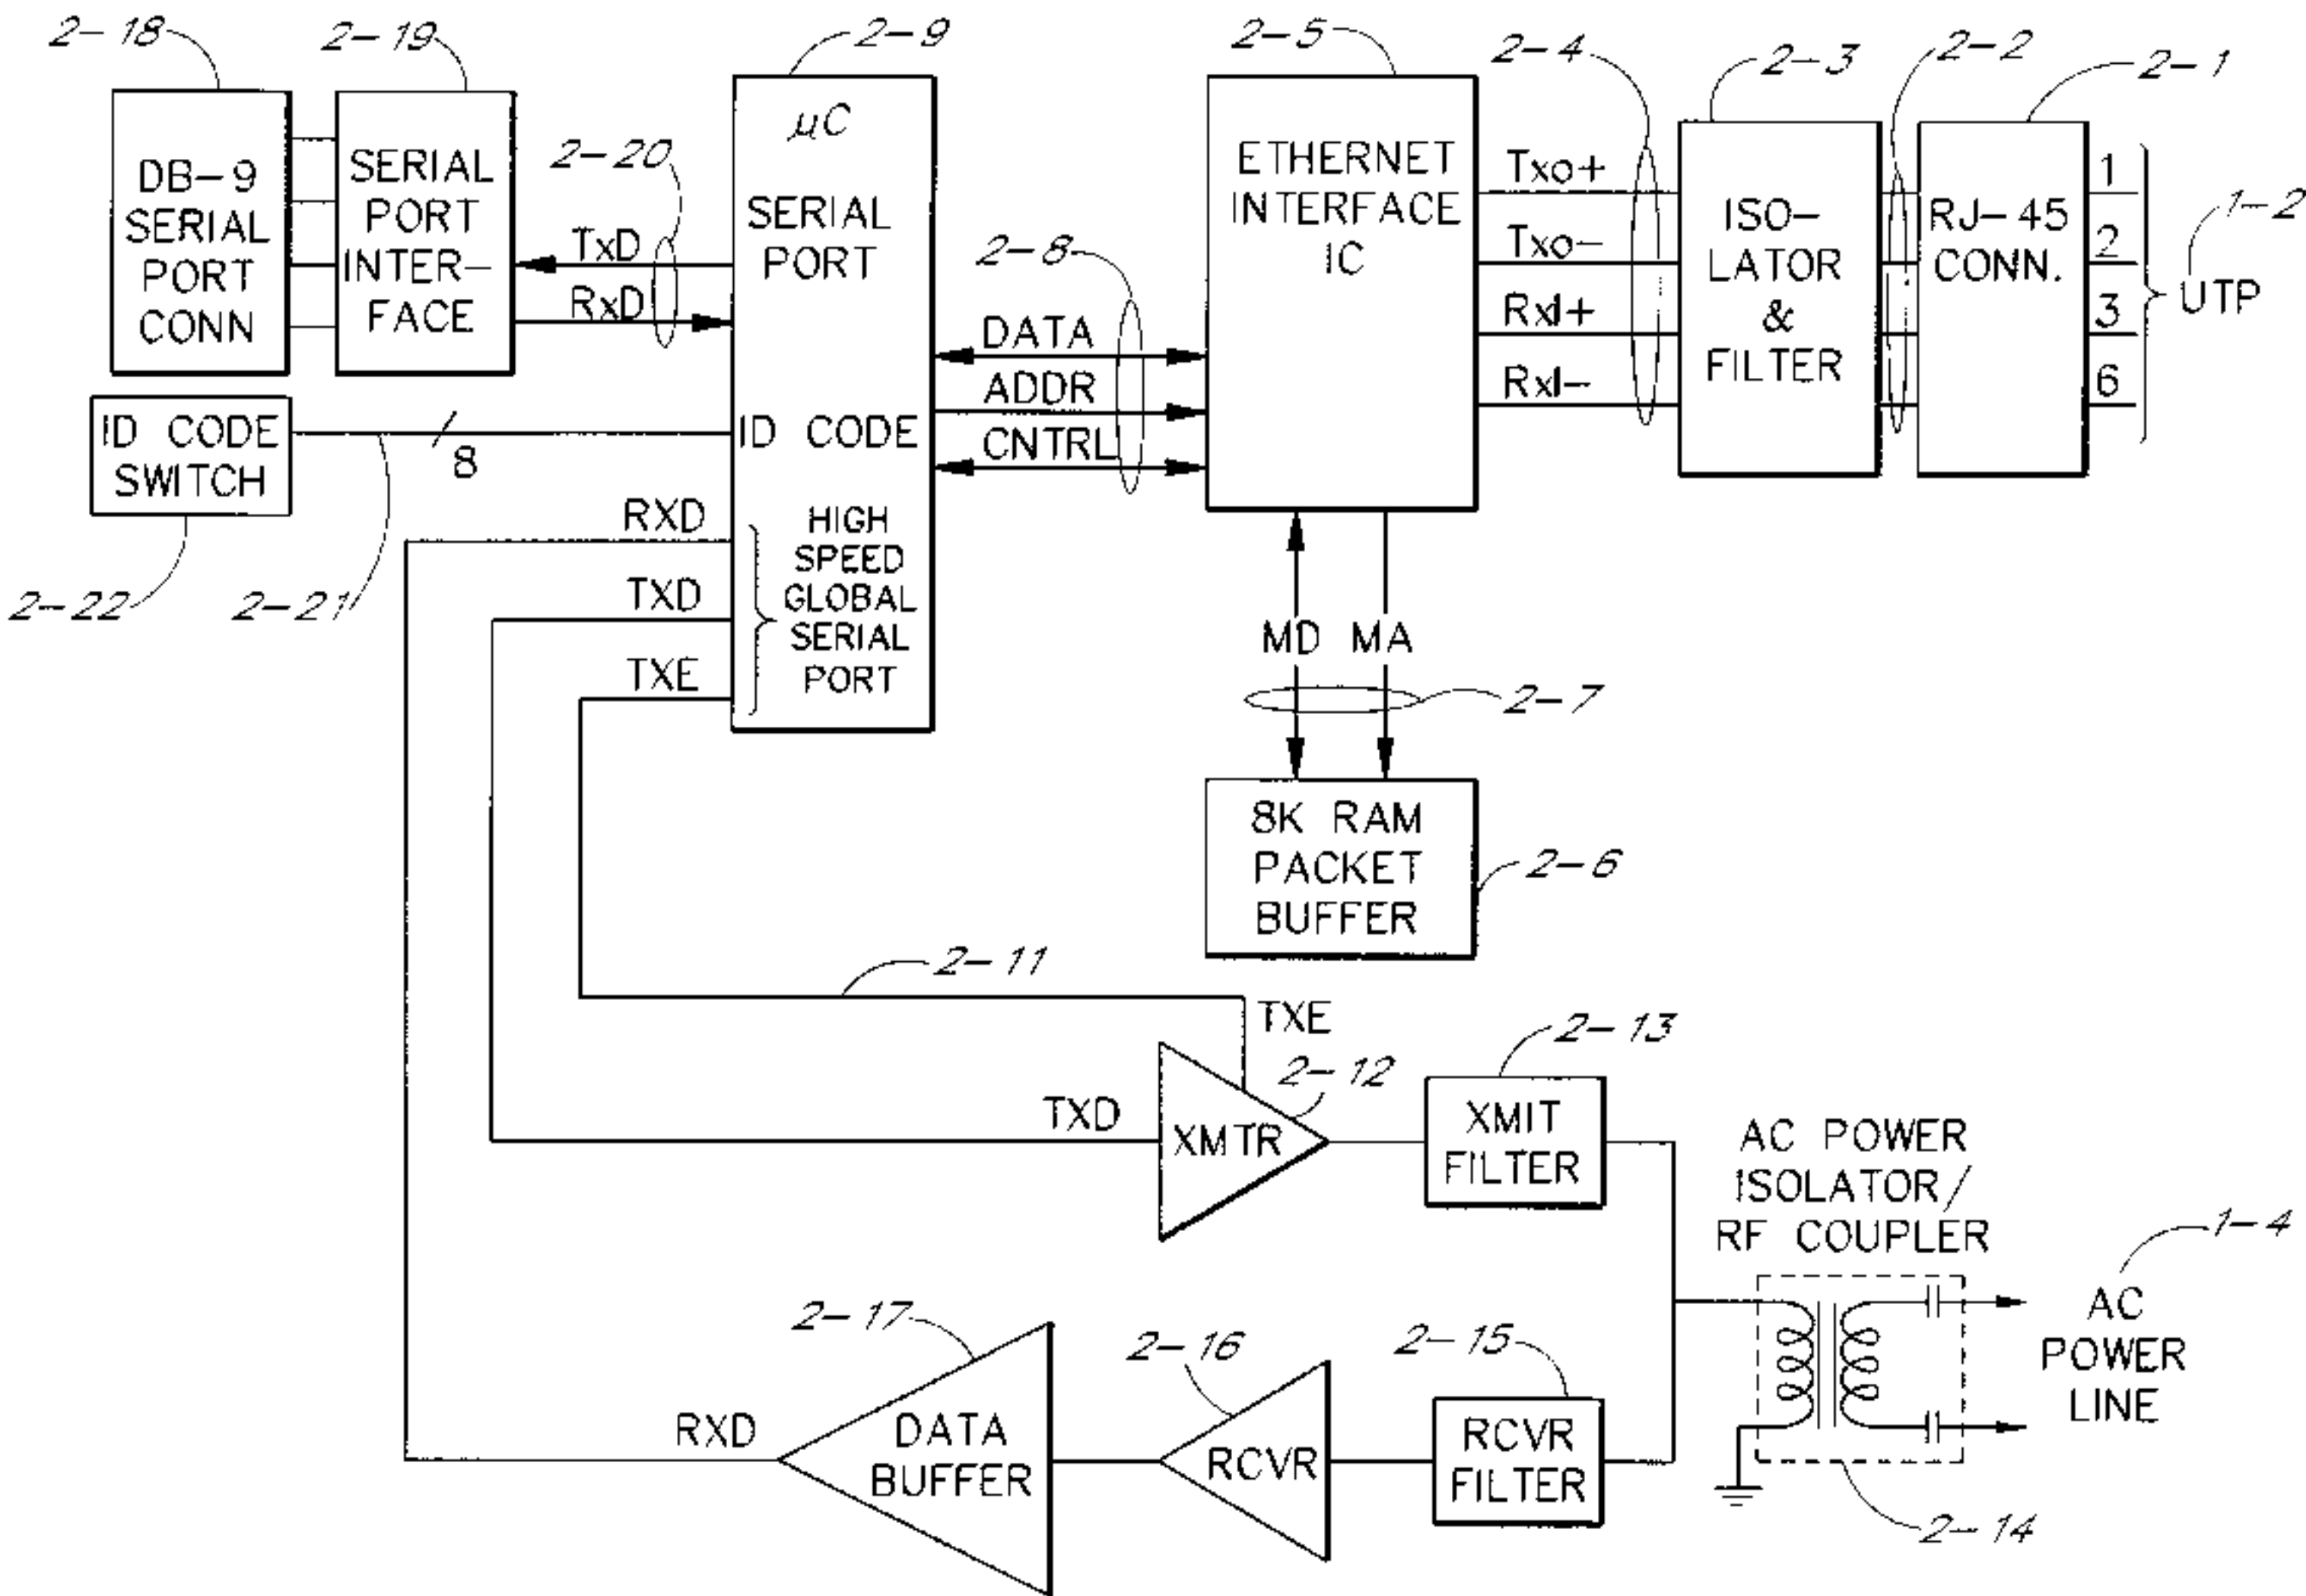 2-18
2-19
2-9
2-5
2-4
2-3
2-2
2-1
DB-9
SERIAL
PORT
CONN
SERIAL
PORT
INTER-
FACE
2-20
TxD
RxD
µC
SERIAL
PORT
ID CODE
HIGH
SPEED
GLOBAL
SERIAL
PORT
2-8
DATA
ADDR
CNTRL
ETHERNET
INTERFACE
IC
Txo+
Txo-
RxI+
RxI-
ISO-
LATOR
&
FILTER
RJ-45
CONN.
1
2
3
6
1-2
UTP
ID CODE
SWITCH
8
2-22
2-21
RXD
TXD
TXE
MD MA
2-7
8K RAM
PACKET
BUFFER
2-6
2-11
TXE
2-12
2-13
TXD
XMTR
XMIT
FILTER
AC POWER
ISOLATOR/
RF COUPLER
1-4
AC
POWER
LINE
2-17
2-16
2-15
RXD
DATA
BUFFER
RCVR
RCVR
FILTER
2-14